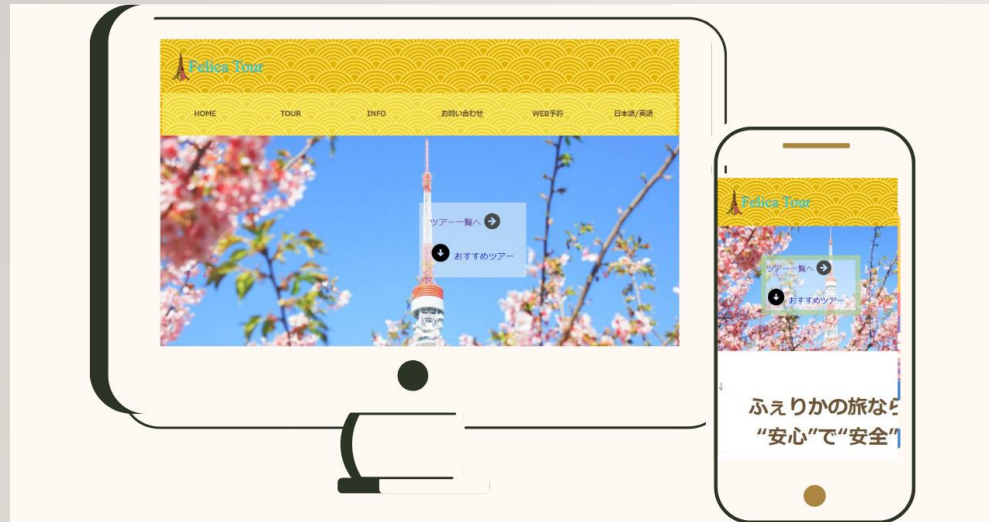 Felica Tour
HOME TOUR INFO お問い合わせ WEB予約 日本語/英語
ツアー一覧へ
おすすめツアー
Felica Tour
ツアー一覧へ
おすすめツアー
↓
ふぇりかの旅なら
“安心”で“安全”